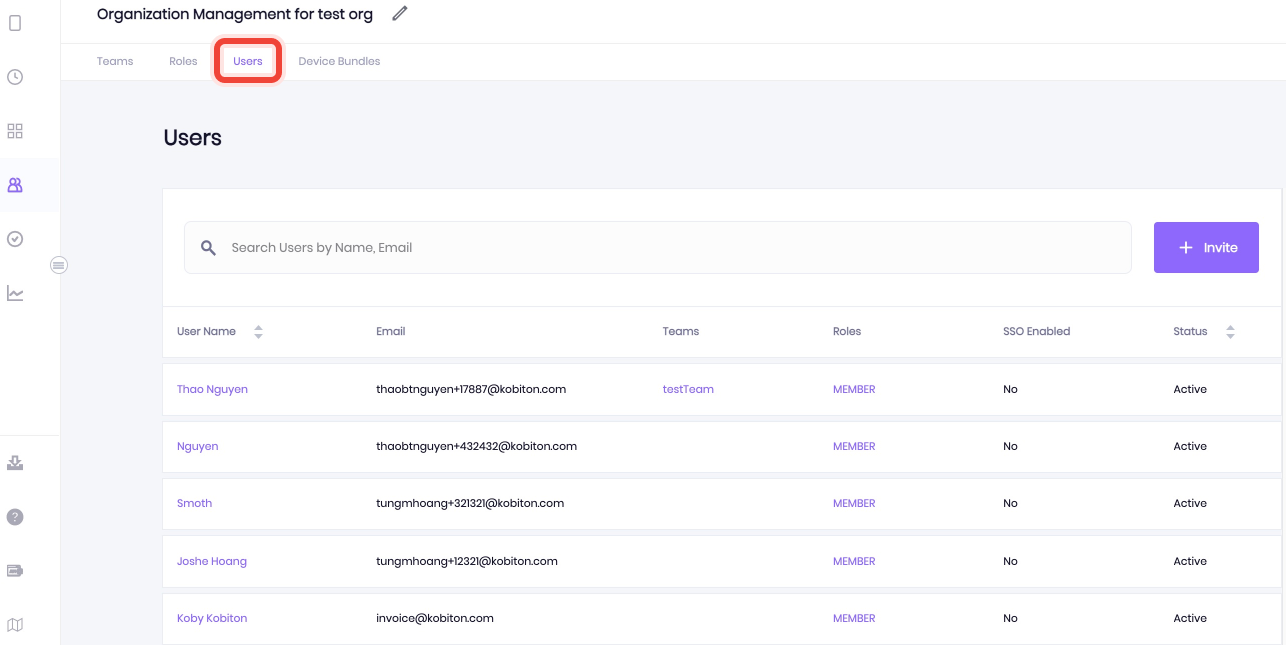 Organization Management for test org
Teams Roles Users Device Bundles
Users
Search Users by Name, Email
+ Invite
User Name Email Teams Roles SSO Enabled Status
Thao Nguyen thaobtnguyen+17887@kobiton.com testTeam MEMBER No Active
Nguyen thaobtnguyen+432432@kobiton.com MEMBER No Active
Smoth tungmhoang+321321@kobiton.com MEMBER No Active
Joshe Hoang tungmhoang+12321@kobiton.com MEMBER No Active
Koby Kobiton invoice@kobiton.com MEMBER No Active